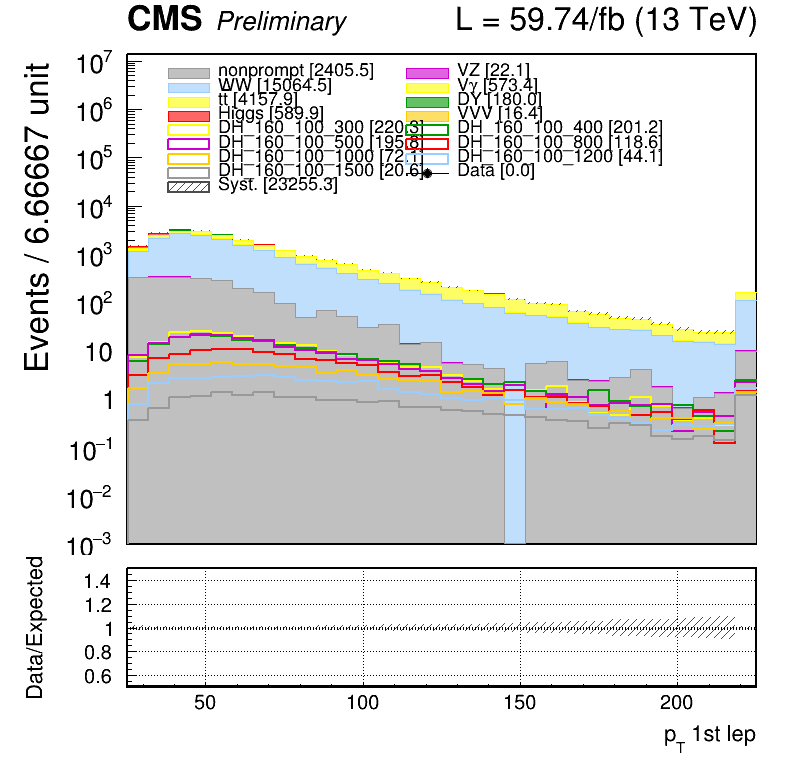 CMS Preliminary L = 59.74/fb (13 TeV)
Events / 6.66667 unit
10^7
10^6
10^5
10^4
10^3
10^2
10
1
10^−1
10^−2
10^−3
nonprompt [2405.5] VZ [22.1]
WW [15064.5] Vγ [573.4]
tt [4157.9] DY [180.0]
Higgs [589.9] VVV [16.4]
DH_160_100_300 [220.3] DH_160_100_400 [201.2]
DH_160_100_500 [195.8] DH_160_100_800 [118.6]
DH_160_100_1000 [72.1] DH_160_100_1200 [44.1]
DH_160_100_1500 [20.6] Data [0.0]
Syst. [23255.3]
Data/Expected
1.4
1.2
1
0.8
0.6
50 100 150 200
p_T 1st lep